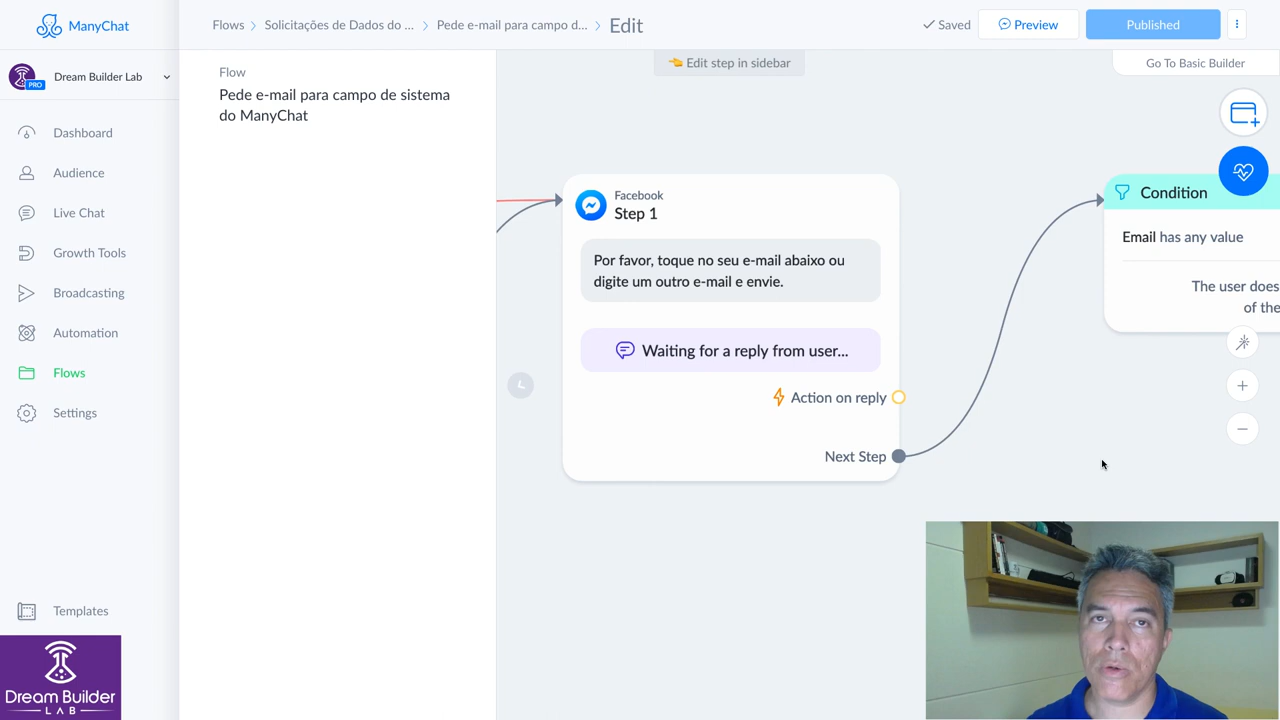 ManyChat
Flows
Solicitações de Dados do ...
Pede e-mail para campo d...
Edit
Saved
Preview
Published
Dream Builder Lab
PRO
Dashboard
Audience
Live Chat
Growth Tools
Broadcasting
Automation
Flows
Settings
Templates
Dream Builder
LAB
Flow
Pede e-mail para campo de sistema
do ManyChat
👈 Edit step in sidebar
Go To Basic Builder
Facebook
Step 1
Por favor, toque no seu e-mail abaixo ou
digite um outro e-mail e envie.
Waiting for a reply from user...
Action on reply
Next Step
Condition
Email has any value
The user does
of the